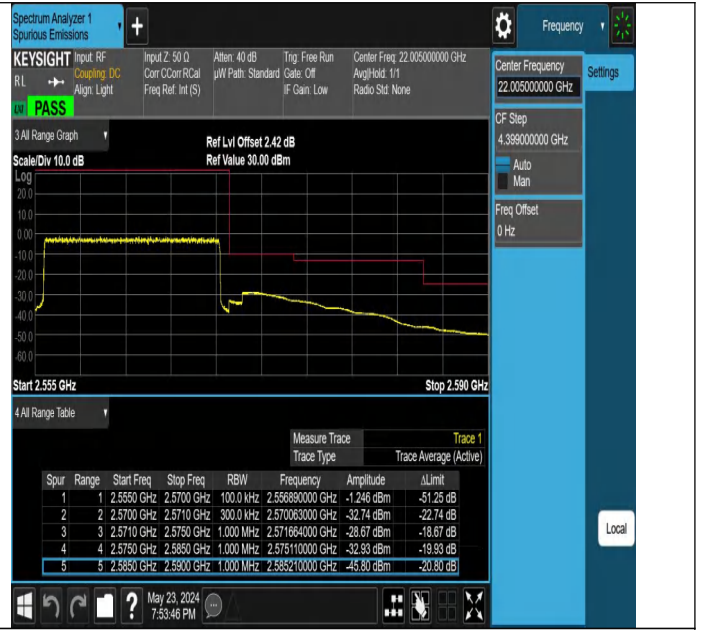 Spectrum Analyzer 1
Spurious Emissions
Frequency
KEYSIGHT
RL
Input: RF
Coupling: DC
Align: Light
Input Z: 50 Ω
Corr CCorr RCal
Freq Ref: Int (S)
Atten: 40 dB
µW Path: Standard
Trig: Free Run
Gate: Off
IF Gain: Low
Center Freq: 22.005000000 GHz
Avg|Hold: 1/1
Radio Std: None
PASS
Center Frequency
22.005000000 GHz
Settings
CF Step
4.399000000 GHz
Auto
Man
Freq Offset
0 Hz
3 All Range Graph
Scale/Div 10.0 dB
Ref Lvl Offset 2.42 dB
Ref Value 30.00 dBm
Log
20.0
10.0
0.00
-10.0
-20.0
-30.0
-40.0
-50.0
-60.0
Start 2.555 GHz
Stop 2.590 GHz
4 All Range Table
Measure Trace Trace 1
Trace Type Trace Average (Active)
Spur Range Start Freq Stop Freq RBW Frequency Amplitude ΔLimit
1 1 2.5550 GHz 2.5700 GHz 100.0 kHz 2.556890000 GHz -1.246 dBm -51.25 dB
2 2 2.5700 GHz 2.5710 GHz 300.0 kHz 2.570063000 GHz -32.74 dBm -22.74 dB
3 3 2.5710 GHz 2.5750 GHz 1.000 MHz 2.571664000 GHz -28.67 dBm -18.67 dB
4 4 2.5750 GHz 2.5850 GHz 1.000 MHz 2.575110000 GHz -32.93 dBm -19.93 dB
5 5 2.5850 GHz 2.5900 GHz 1.000 MHz 2.585210000 GHz -45.80 dBm -20.80 dB
Local
May 23, 2024
7:53:46 PM